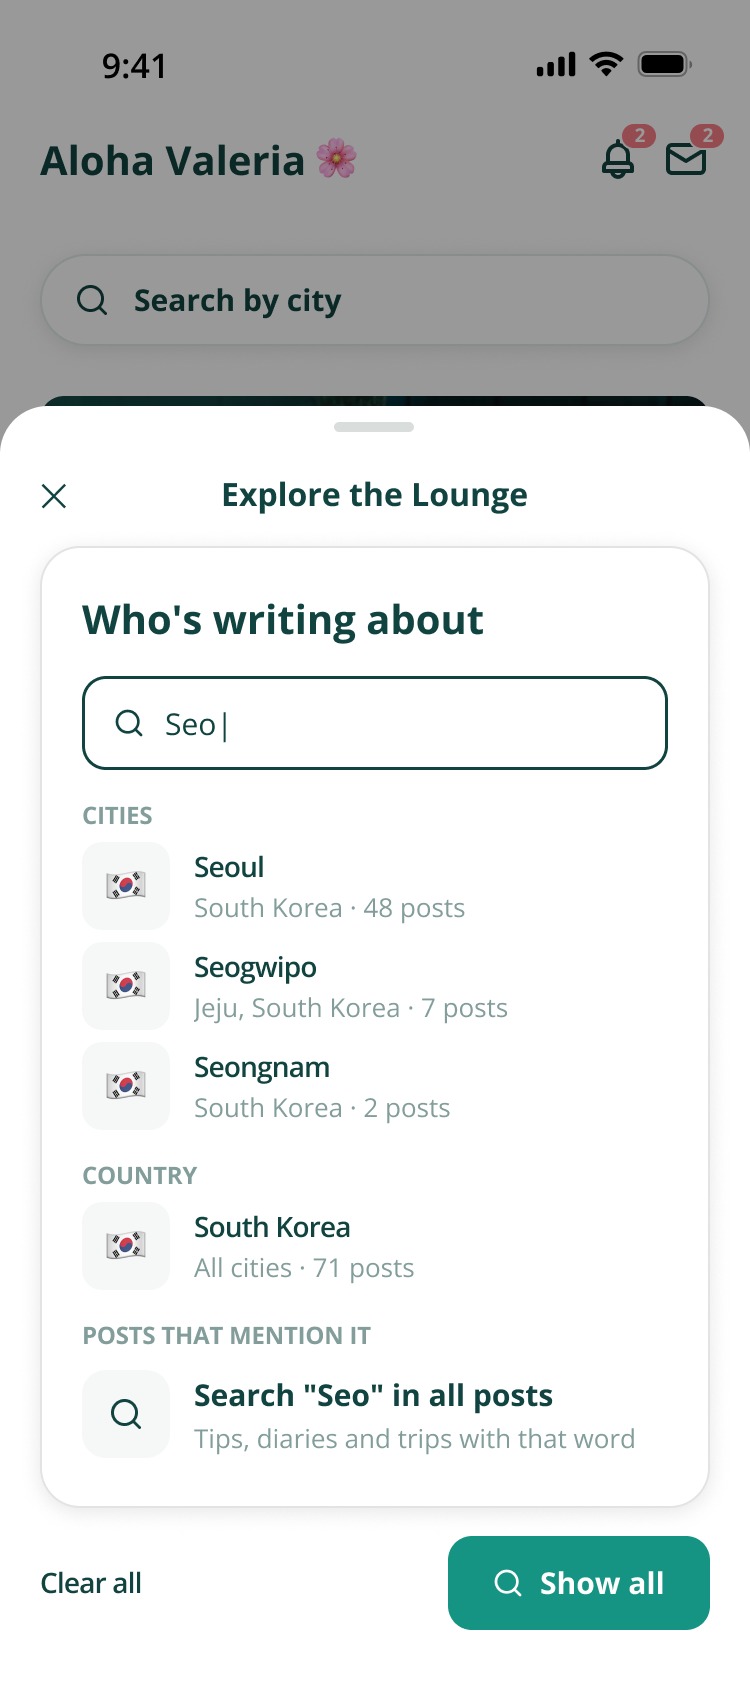 9:41
Aloha Valeria 🌸
2
2
Search by city
Explore the Lounge
Who's writing about
Seo
CITIES
Seoul
South Korea · 48 posts
Seogwipo
Jeju, South Korea · 7 posts
Seongnam
South Korea · 2 posts
COUNTRY
South Korea
All cities · 71 posts
POSTS THAT MENTION IT
Search "Seo" in all posts
Tips, diaries and trips with that word
Clear all
Show all